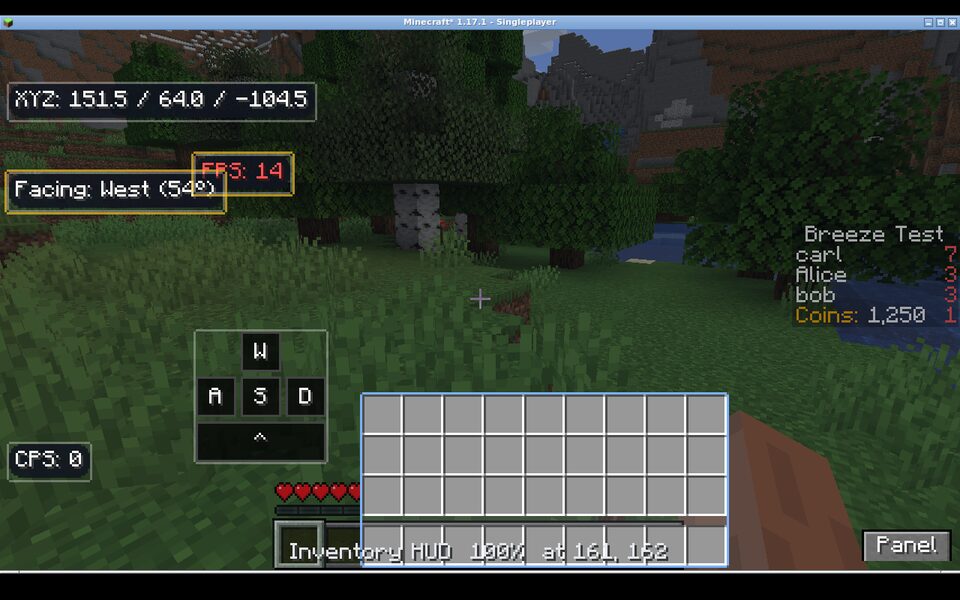 Minecraft* 1.17.1 - Singleplayer
XYZ: 151.5 / 64.0 / -104.5
FPS: 14
Facing: West (54°)
Breeze Test
carl 7
Alice 3
bob 3
Coins: 1,250 1
W
A S D
^
CPS: 0
Inventory HUD 100% at 161, 162
Panel